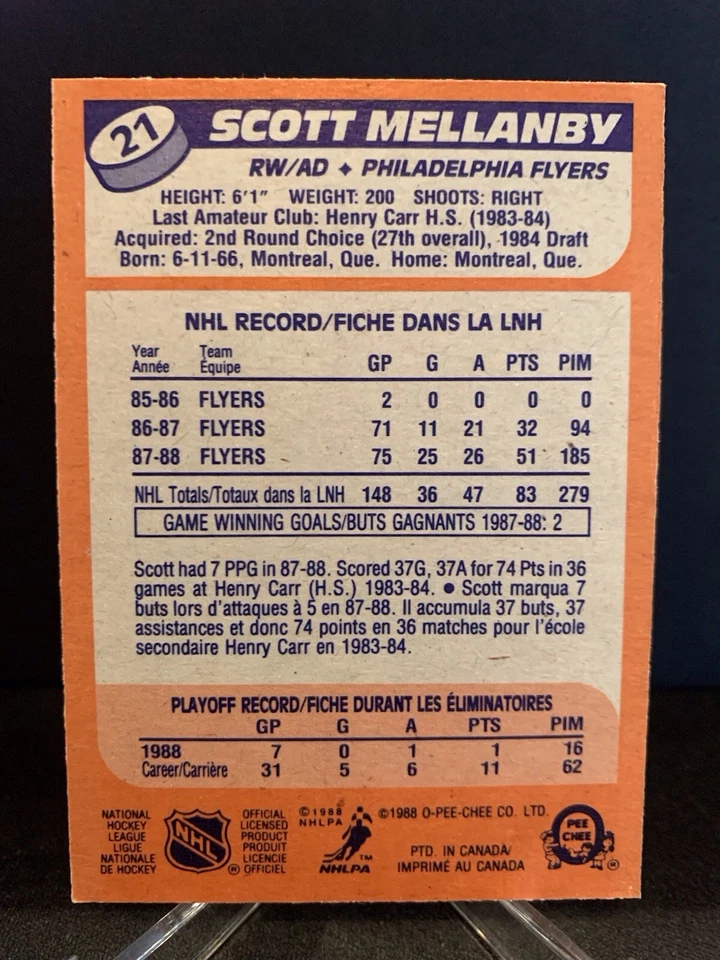 21 SCOTT MELLANBY
RW/AD ✦ PHILADELPHIA FLYERS
HEIGHT: 6'1" WEIGHT: 200 SHOOTS: RIGHT
Last Amateur Club: Henry Carr H.S. (1983-84)
Acquired: 2nd Round Choice (27th overall), 1984 Draft
Born: 6-11-66, Montreal, Que. Home: Montreal, Que.
NHL RECORD/FICHE DANS LA LNH
Year Team
Année Équipe GP G A PTS PIM
85-86 FLYERS 2 0 0 0 0
86-87 FLYERS 71 11 21 32 94
87-88 FLYERS 75 25 26 51 185
NHL Totals/Totaux dans la LNH 148 36 47 83 279
GAME WINNING GOALS/BUTS GAGNANTS 1987-88: 2
Scott had 7 PPG in 87-88. Scored 37G, 37A for 74 Pts in 36
games at Henry Carr (H.S.) 1983-84. ● Scott marqua 7
buts lors d'attaques à 5 en 87-88. Il accumula 37 buts, 37
assistances et donc 74 points en 36 matches pour l'école
secondaire Henry Carr en 1983-84.
PLAYOFF RECORD/FICHE DURANT LES ÉLIMINATOIRES
GP G A PTS PIM
1988 7 0 1 1 16
Career/Carrière 31 5 6 11 62
NATIONAL
HOCKEY
LEAGUE
LIGUE
NATIONALE
DE HOCKEY
NHL
®
OFFICIAL
LICENSED
PRODUCT
PRODUIT
LICENCIE
OFFICIEL
©1988
NHLPA
TM
NHLPA
©1988 O-PEE-CHEE CO. LTD.
PTD. IN CANADA/
IMPRIMÉ AU CANADA
O
PEE
CHEE
®